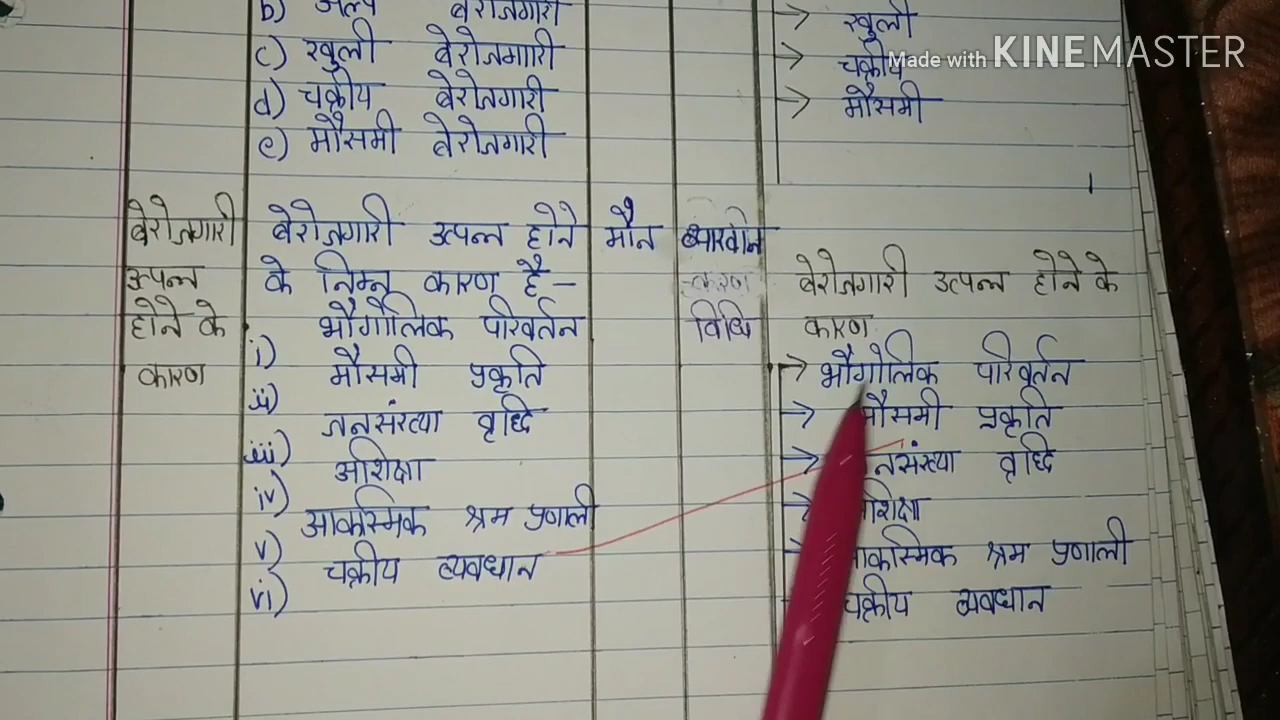 b) अल्प बेरोजगारी
c) खुली बेरोजगारी
d) चक्रीय बेरोजगारी
e) मौसमी बेरोजगारी
→ खुली
→ चक्रीय
→ मौसमी
Made with KINEMASTER
बेरोजगारी
उत्पन्न
होने के
कारण
बेरोजगारी उत्पन्न होने
के निम्न कारण है -
i) भौगोलिक परिवर्तन
ii) मौसमी प्रकृति
iii) जनसंख्या वृद्धि
iv) अशिक्षा
v) आकस्मिक श्रम प्रणाली
vi) चक्रीय व्यवधान
मौन
व्याख्यान
विधि
बेरोजगारी उत्पन्न होने के
कारण
→ भौगोलिक परिवर्तन
→ मौसमी प्रकृति
→ जनसंख्या वृद्धि
→ अशिक्षा
→ आकस्मिक श्रम प्रणाली
चक्रीय व्यवधान